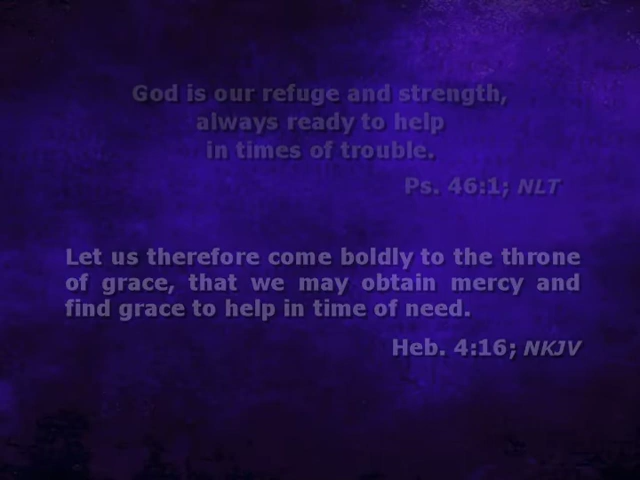 God is our refuge and strength,
always ready to help
in times of trouble.
Ps. 46:1; NLT
Let us therefore come boldly to the throne
of grace, that we may obtain mercy and
find grace to help in time of need.
Heb. 4:16; NKJV